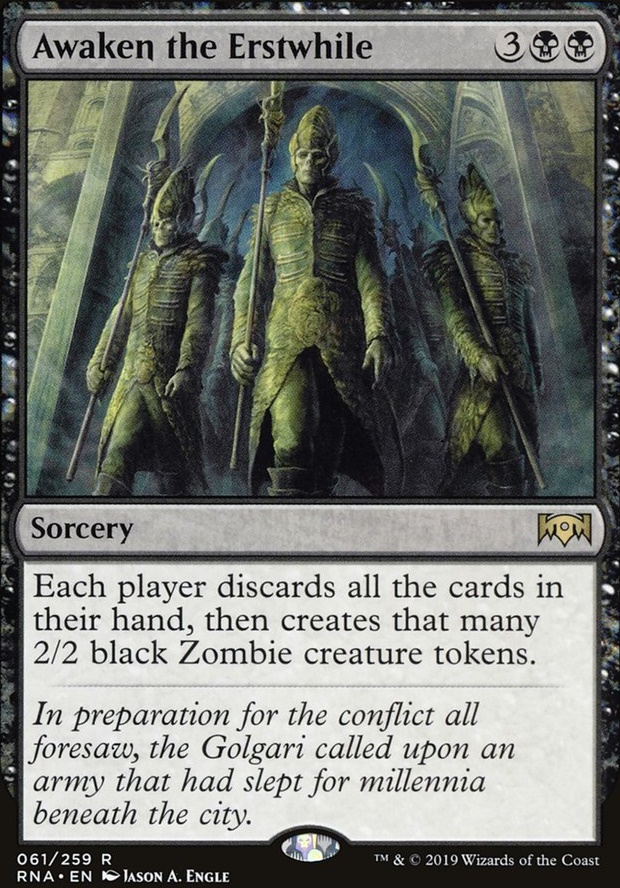 Awaken the Erstwhile 3
Sorcery
Each player discards all the cards in
their hand, then creates that many
2/2 black Zombie creature tokens.
In preparation for the conflict all
foresaw, the Golgari called upon an
army that had slept for millennia
beneath the city.
061/259 R
RNA • EN Jason A. Engle
™ & © 2019 Wizards of the Coast